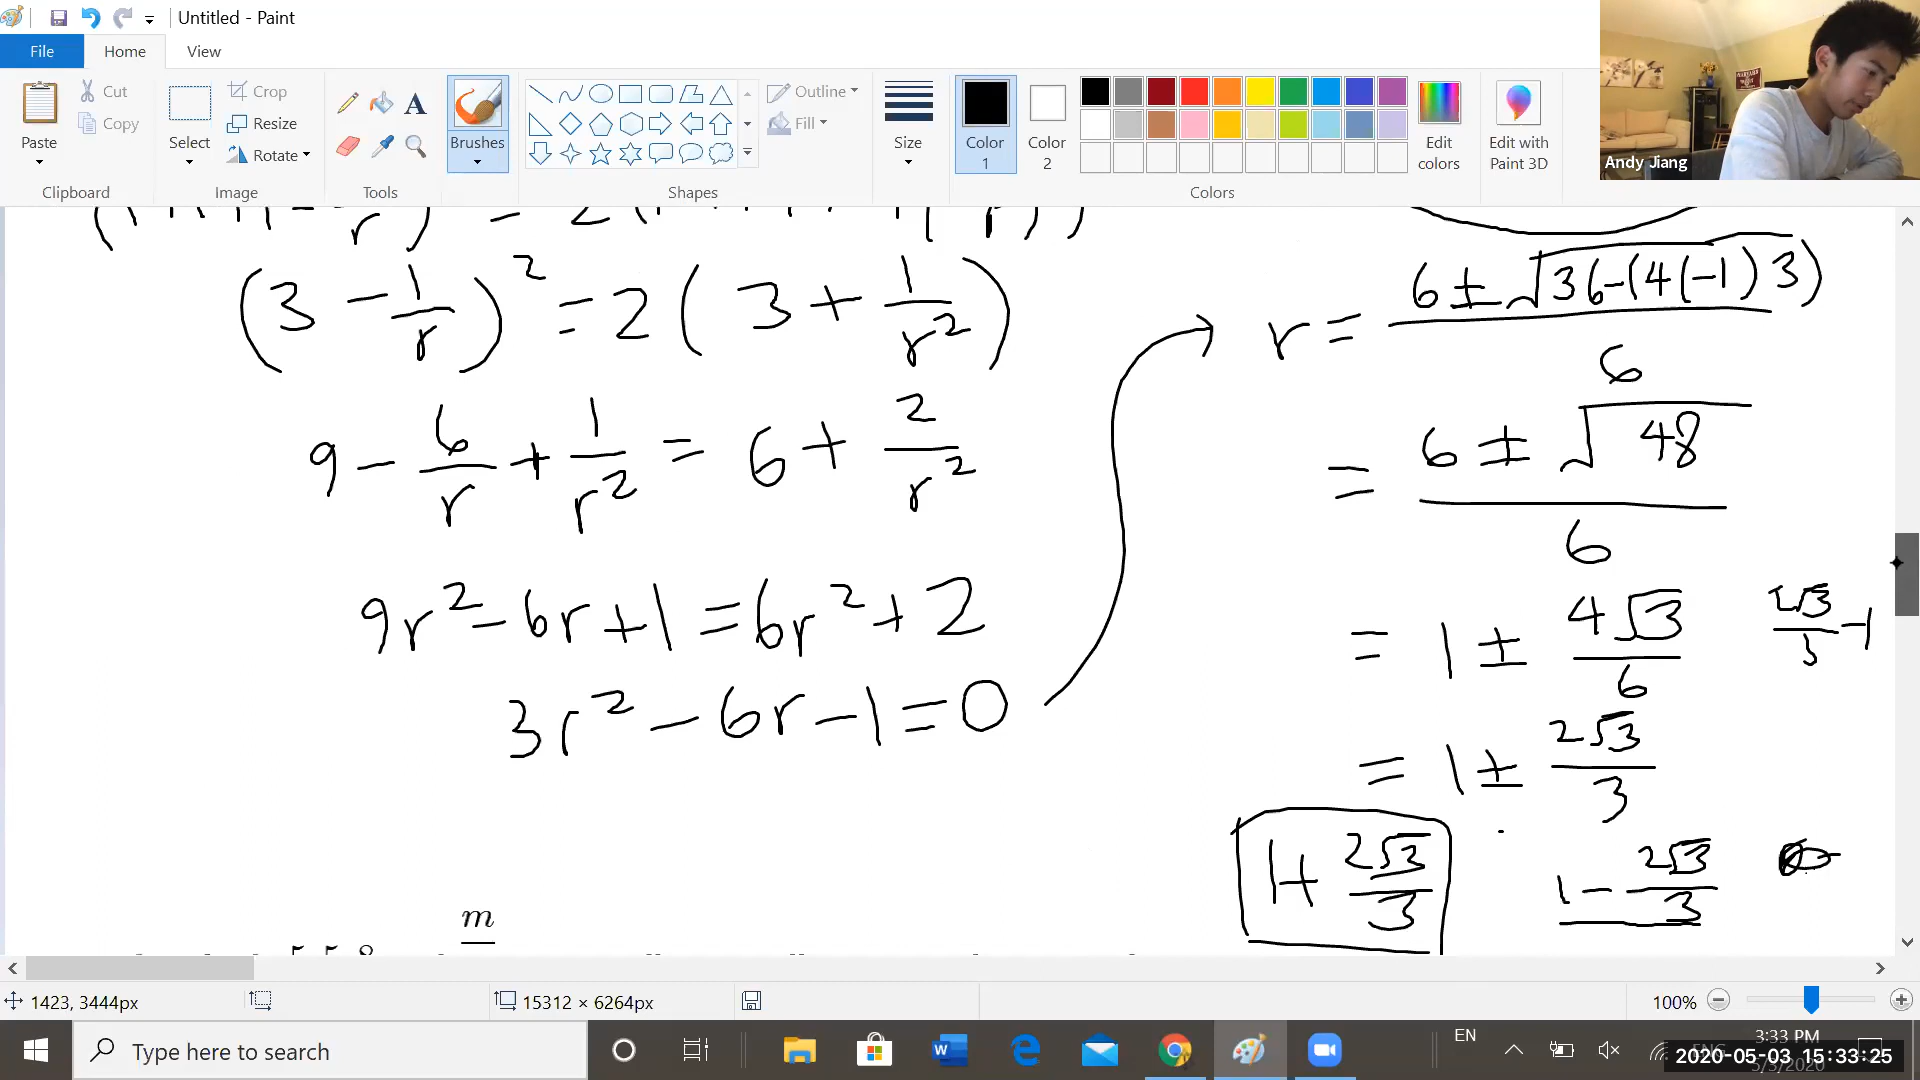 Untitled - Paint
File Home View
Paste
Cut
Copy
Clipboard
Select
Crop
Resize
Rotate
Image
A
Tools
Brushes
Outline
Fill
Shapes
Size
Color 1
Color 2
Edit colors
Colors
Edit with Paint 3D
Andy Jiang
(3 - 1/r)² = 2(3 + 1/r²)
9 - 6/r + 1/r² = 6 + 2/r²
9r² - 6r + 1 = 6r² + 2
3r² - 6r - 1 = 0
r = 6 ± √36-(4(-1)3) / 6
= 6 ± √48 / 6
= 1 ± 4√3/6
2√3/3 - 1
= 1 ± 2√3/3
1 + 2√3/3
1 - 2√3/3
m
1423, 3444px
15312 × 6264px
100%
Type here to search
EN
3:33 PM
2020-05-03 15:33:25